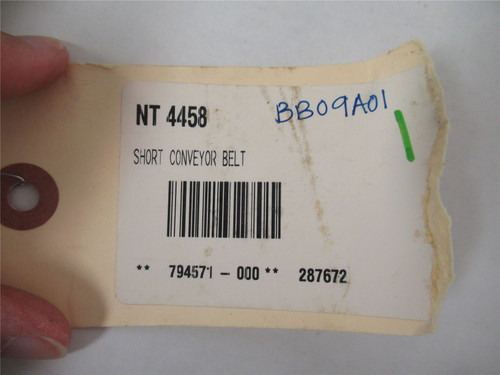 NT 4458 BB09A01
SHORT CONVEYOR BELT
** 794571-000 ** 287672